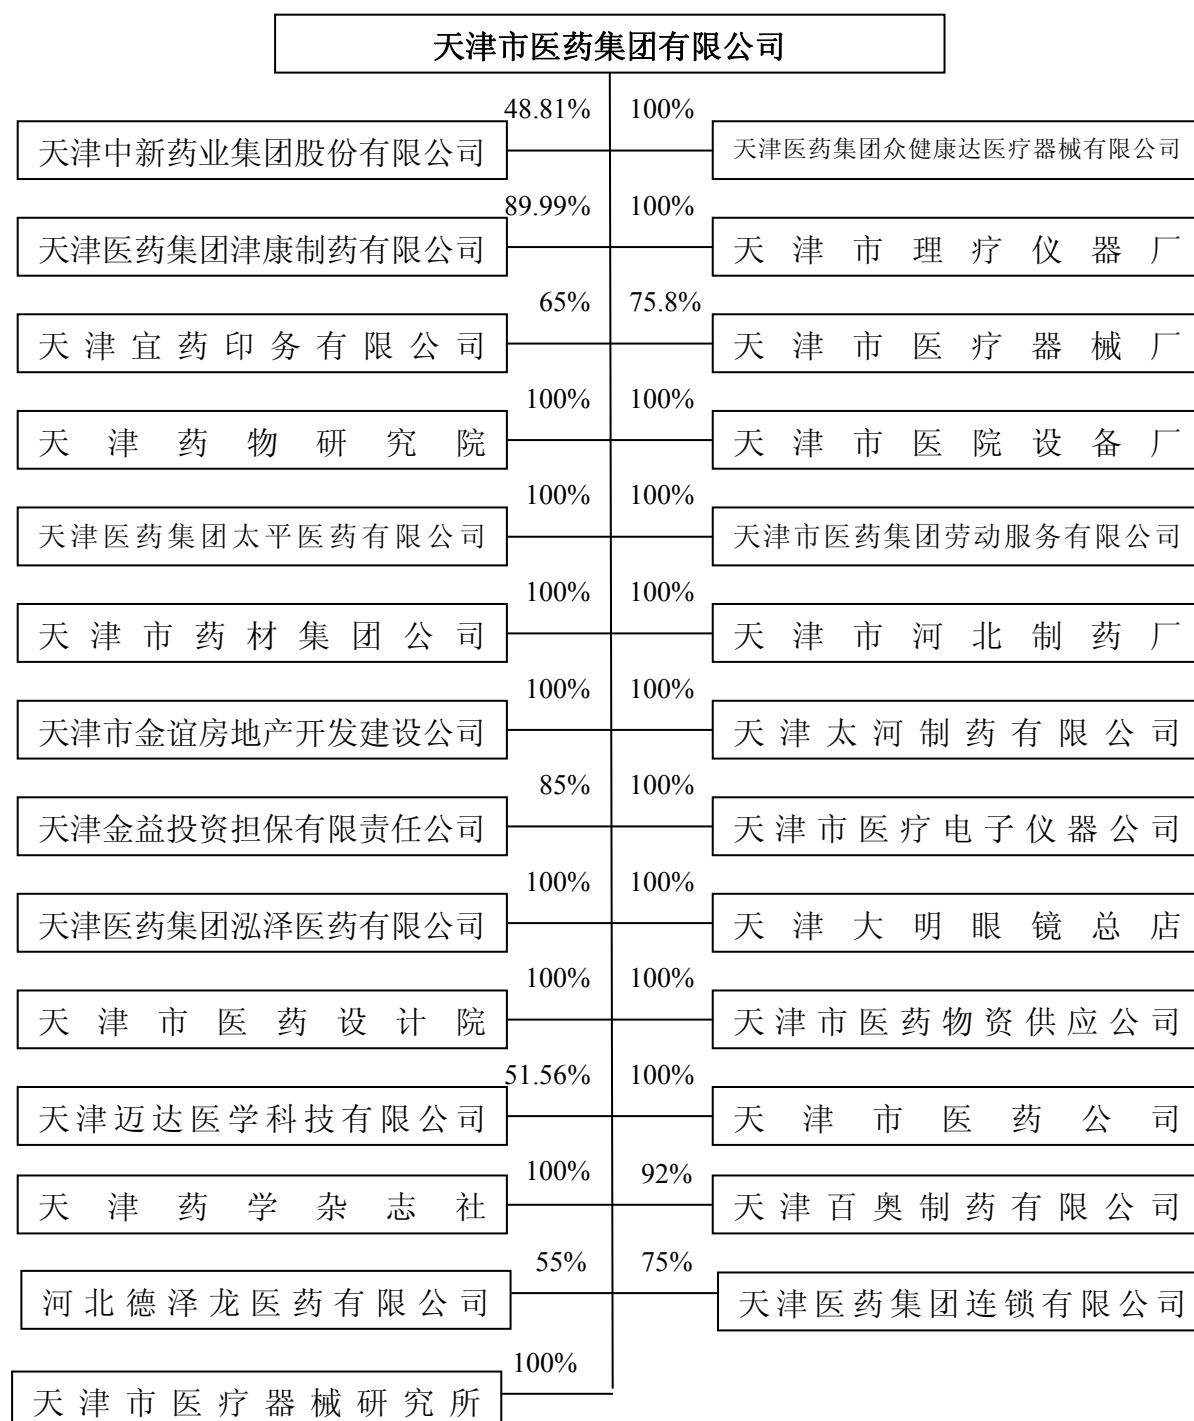 天津市医药集团有限公司
48.81% 100%
天津中新药业集团股份有限公司 天津医药集团众健康达医疗器械有限公司
89.99% 100%
天津医药集团津康制药有限公司 天津市理疗仪器厂
65% 75.8%
天津宜药印务有限公司 天津市医疗器械厂
100% 100%
天津药物研究院 天津市医院设备厂
100% 100%
天津医药集团太平医药有限公司 天津市医药集团劳动服务有限公司
100% 100%
天津市药材集团公司 天津市河北制药厂
100% 100%
天津市金谊房地产开发建设公司 天津太河制药有限公司
85% 100%
天津金益投资担保有限责任公司 天津市医疗电子仪器公司
100% 100%
天津医药集团泓泽医药有限公司 天津大明眼镜总店
100% 100%
天津市医药设计院 天津市医药物资供应公司
51.56% 100%
天津迈达医学科技有限公司 天津市医药公司
100% 92%
天津药学杂志社 天津百奥制药有限公司
55% 75%
河北德泽龙医药有限公司 天津医药集团连锁有限公司
100%
天津市医疗器械研究所